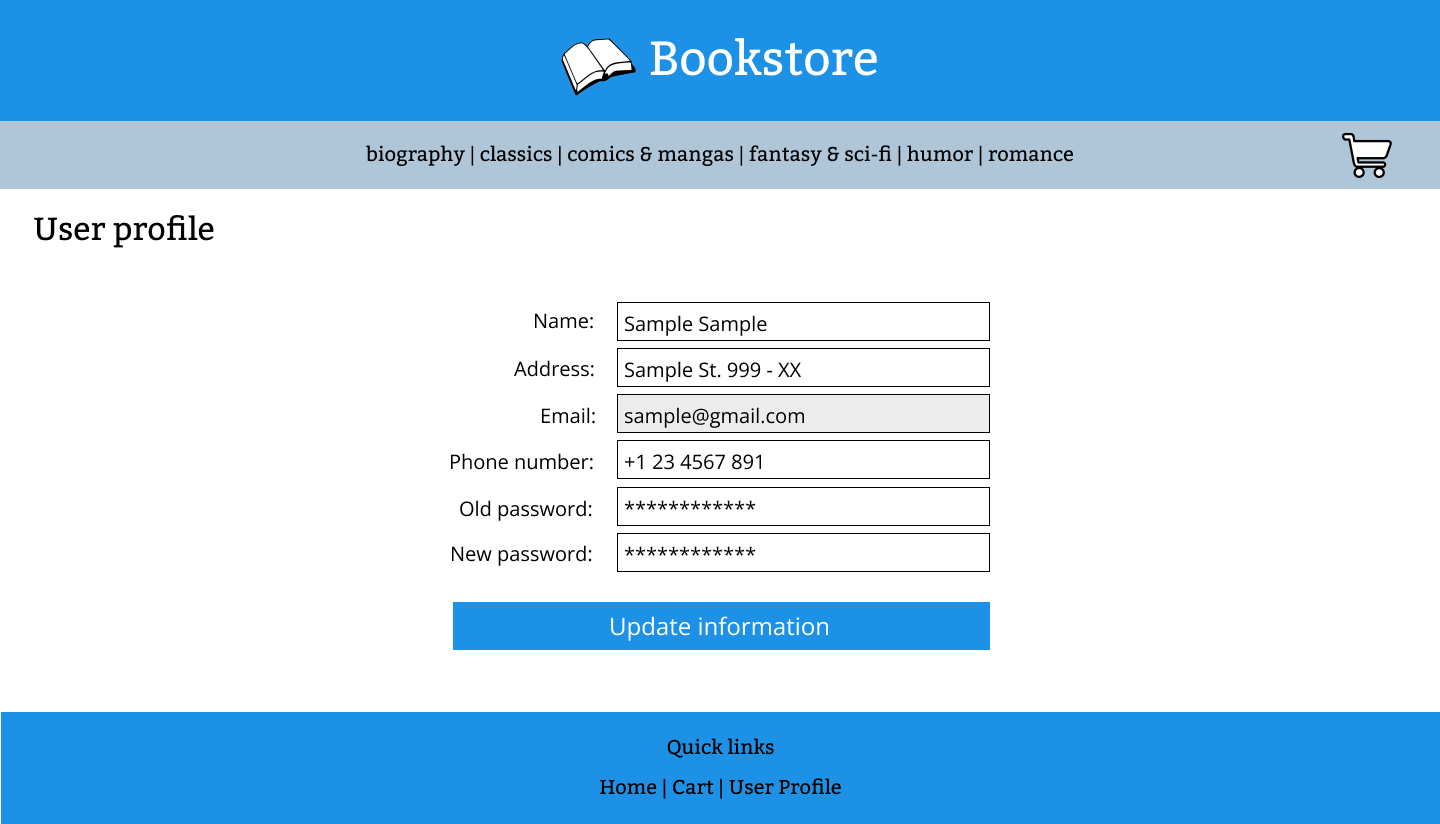 Bookstore
biography | classics | comics & mangas | fantasy & sci-fi | humor | romance
User profile
Name: Sample Sample
Address: Sample St. 999 - XX
Email: sample@gmail.com
Phone number: +1 23 4567 891
Old password: ************
New password: ************
Update information
Quick links
Home | Cart | User Profile